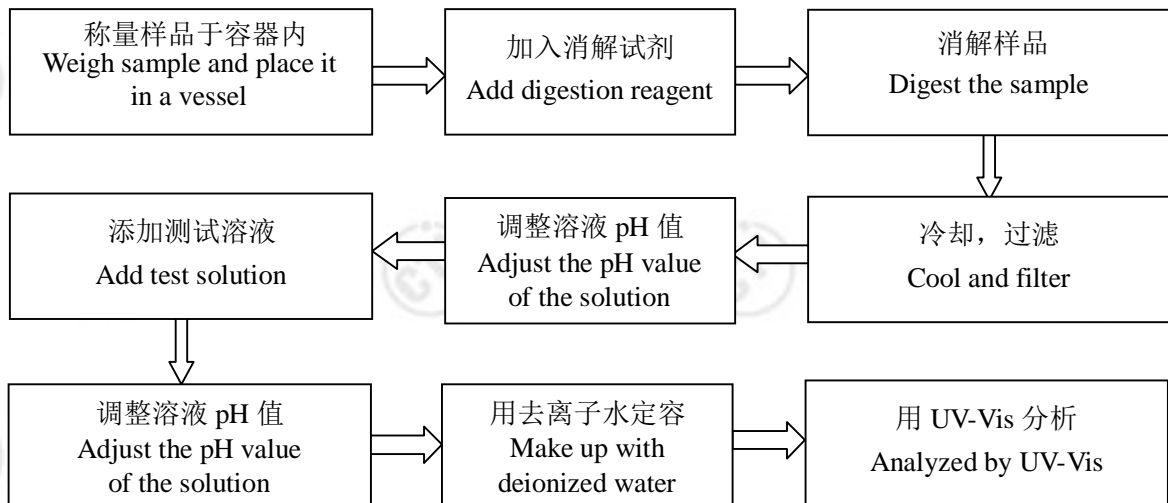 称量样品于容器内
Weigh sample and place it
in a vessel
加入消解试剂
Add digestion reagent
消解样品
Digest the sample
冷却，过滤
Cool and filter
调整溶液 pH 值
Adjust the pH value
of the solution
添加测试溶液
Add test solution
调整溶液 pH 值
Adjust the pH value
of the solution
用去离子水定容
Make up with
deionized water
用 UV-Vis 分析
Analyzed by UV-Vis